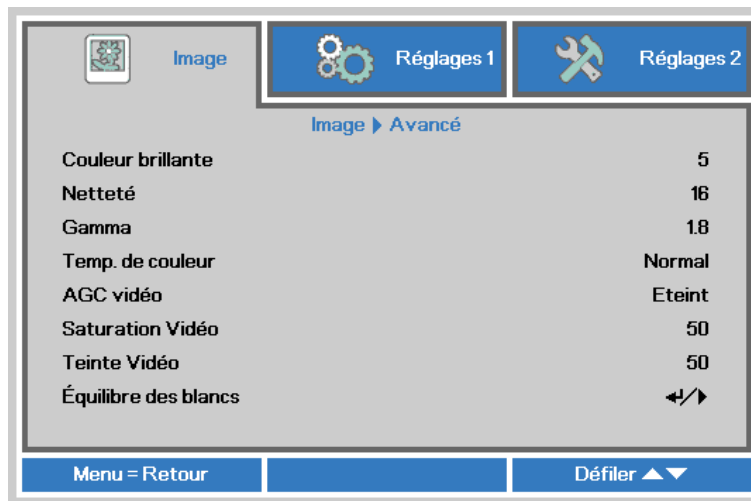 Image Réglages 1 Réglages 2
Image ▶ Avancé
Couleur brillante 5
Netteté 16
Gamma 1.8
Temp. de couleur Normal
AGC vidéo Eteint
Saturation Vidéo 50
Teinte Vidéo 50
Équilibre des blancs ↵/▶
Menu = Retour Défiler ▲▼